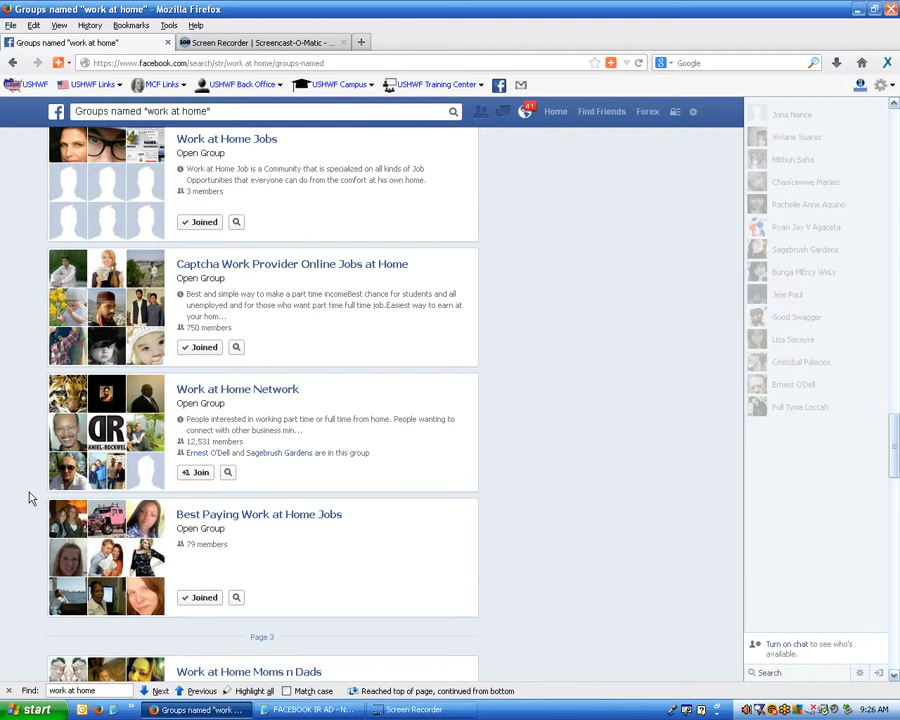 Groups named "work at home" - Mozilla Firefox
File Edit View History Bookmarks Tools Help
Groups named "work at home" Screen Recorder | Screencast-O-Matic - ...
https://www.facebook.com/search/str/work at home/groups-named Google
USHWF USHWF Links MCF Links USHWF Back Office USHWF Campus USHWF Training Center
Groups named "work at home" 41 Home Find Friends Forex
Work at Home Jobs
Open Group
Work at Home Job is a Community that is specialized on all kinds of Job
Opportunities that everyone can do from the comfort at his own home.
3 members
Joined
Captcha Work Provider Online Jobs at Home
Open Group
Best and simple way to make a part time incomeBest chance for students and all
unemployed and for those who want part time full time job.Easiest way to earn at
your hom...
750 members
Joined
Work at Home Network
Open Group
People interested in working part time or full time from home. People wanting to
connect with other business min...
12,531 members
Ernest O'Dell and Sagebrush Gardens are in this group
+1 Join
Best Paying Work at Home Jobs
Open Group
79 members
Joined
Page 3
Work at Home Moms n Dads
Jona Nance
Viviane Suarez
Mithun Saha
Chaa'cewwe Maniez
Rachelle Anne Aquino
Ryan Jay Y Agaceta
Sagebrush Gardens
Bunga MErcy WeLy
Jeje Paul
Good Swagger
Liza Socayre
Cristobal Palacios
Ernest O'Dell
Full Tyme Loccah
Turn on chat to see who's
available.
Search
Find: work at home Next Previous Highlight all Match case Reached top of page, continued from bottom
start Groups named "work ... FACEBOOK IR AD - N... Screen Recorder 9:26 AM